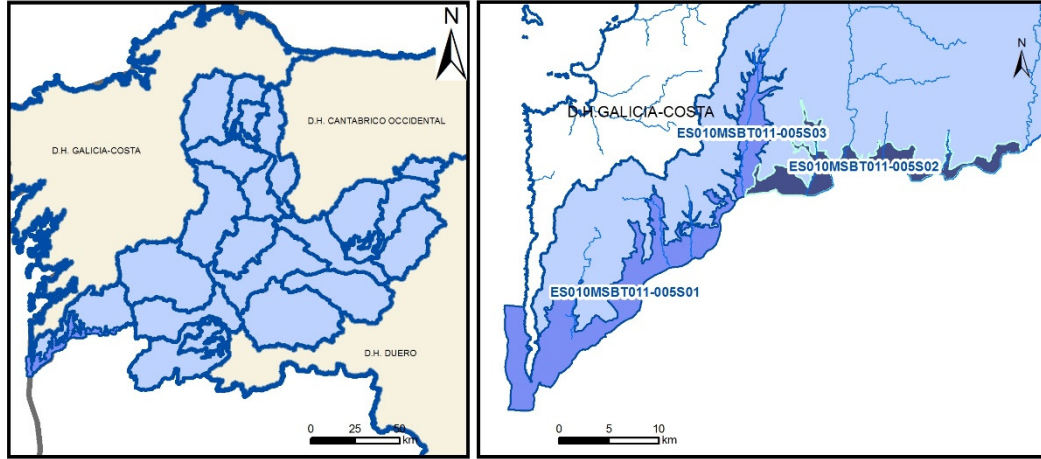 N
D.H. CANTABRICO OCCIDENTAL
D.H. GALICIA-COSTA
D.H. DUERO
0 25 50
km
N
D.H. GALICIA-COSTA
ES010MSBT011-005S03
ES010MSBT011-005S02
ES010MSBT011-005S01
0 5 10
km